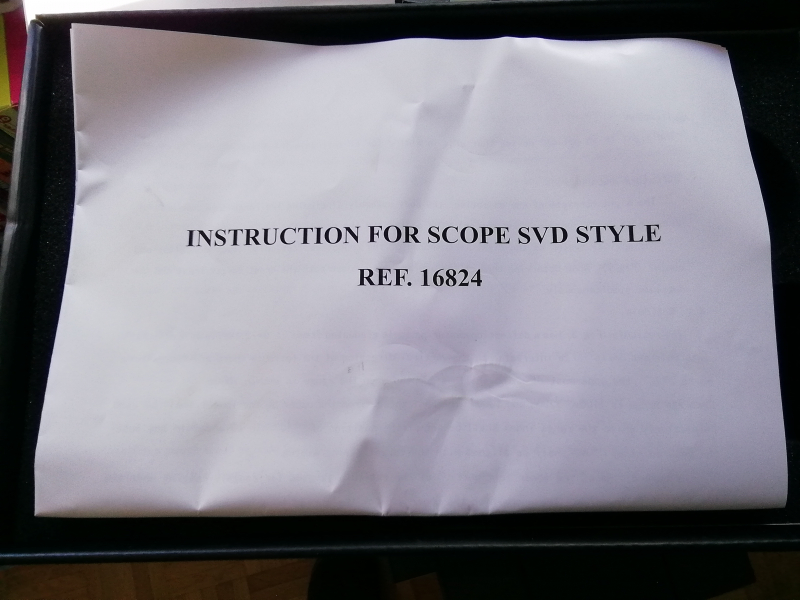 INSTRUCTION FOR SCOPE SVD STYLE
REF. 16824